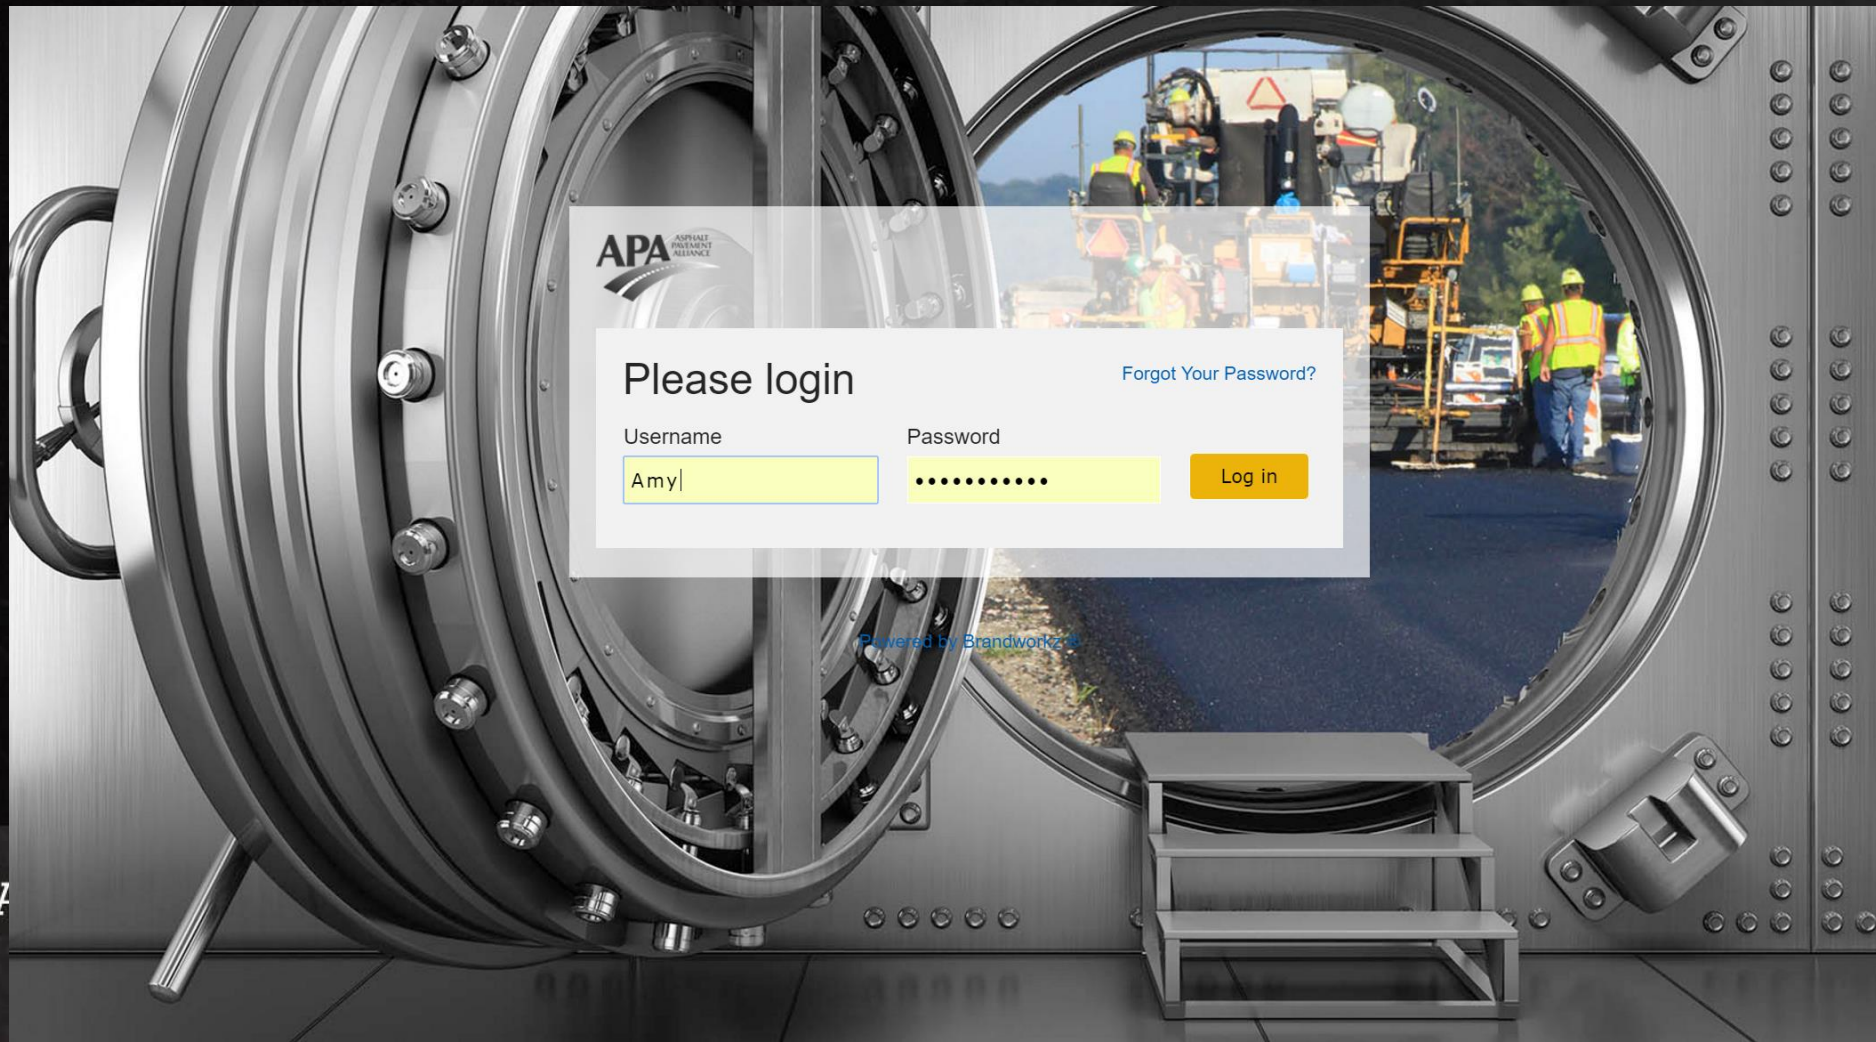 APA ASPHALT
PAVEMENT
ALLIANCE
Please login
Forgot Your Password?
Username
Password
Amy
•••••••••••
Log in
Powered by Brandworkz ®
A